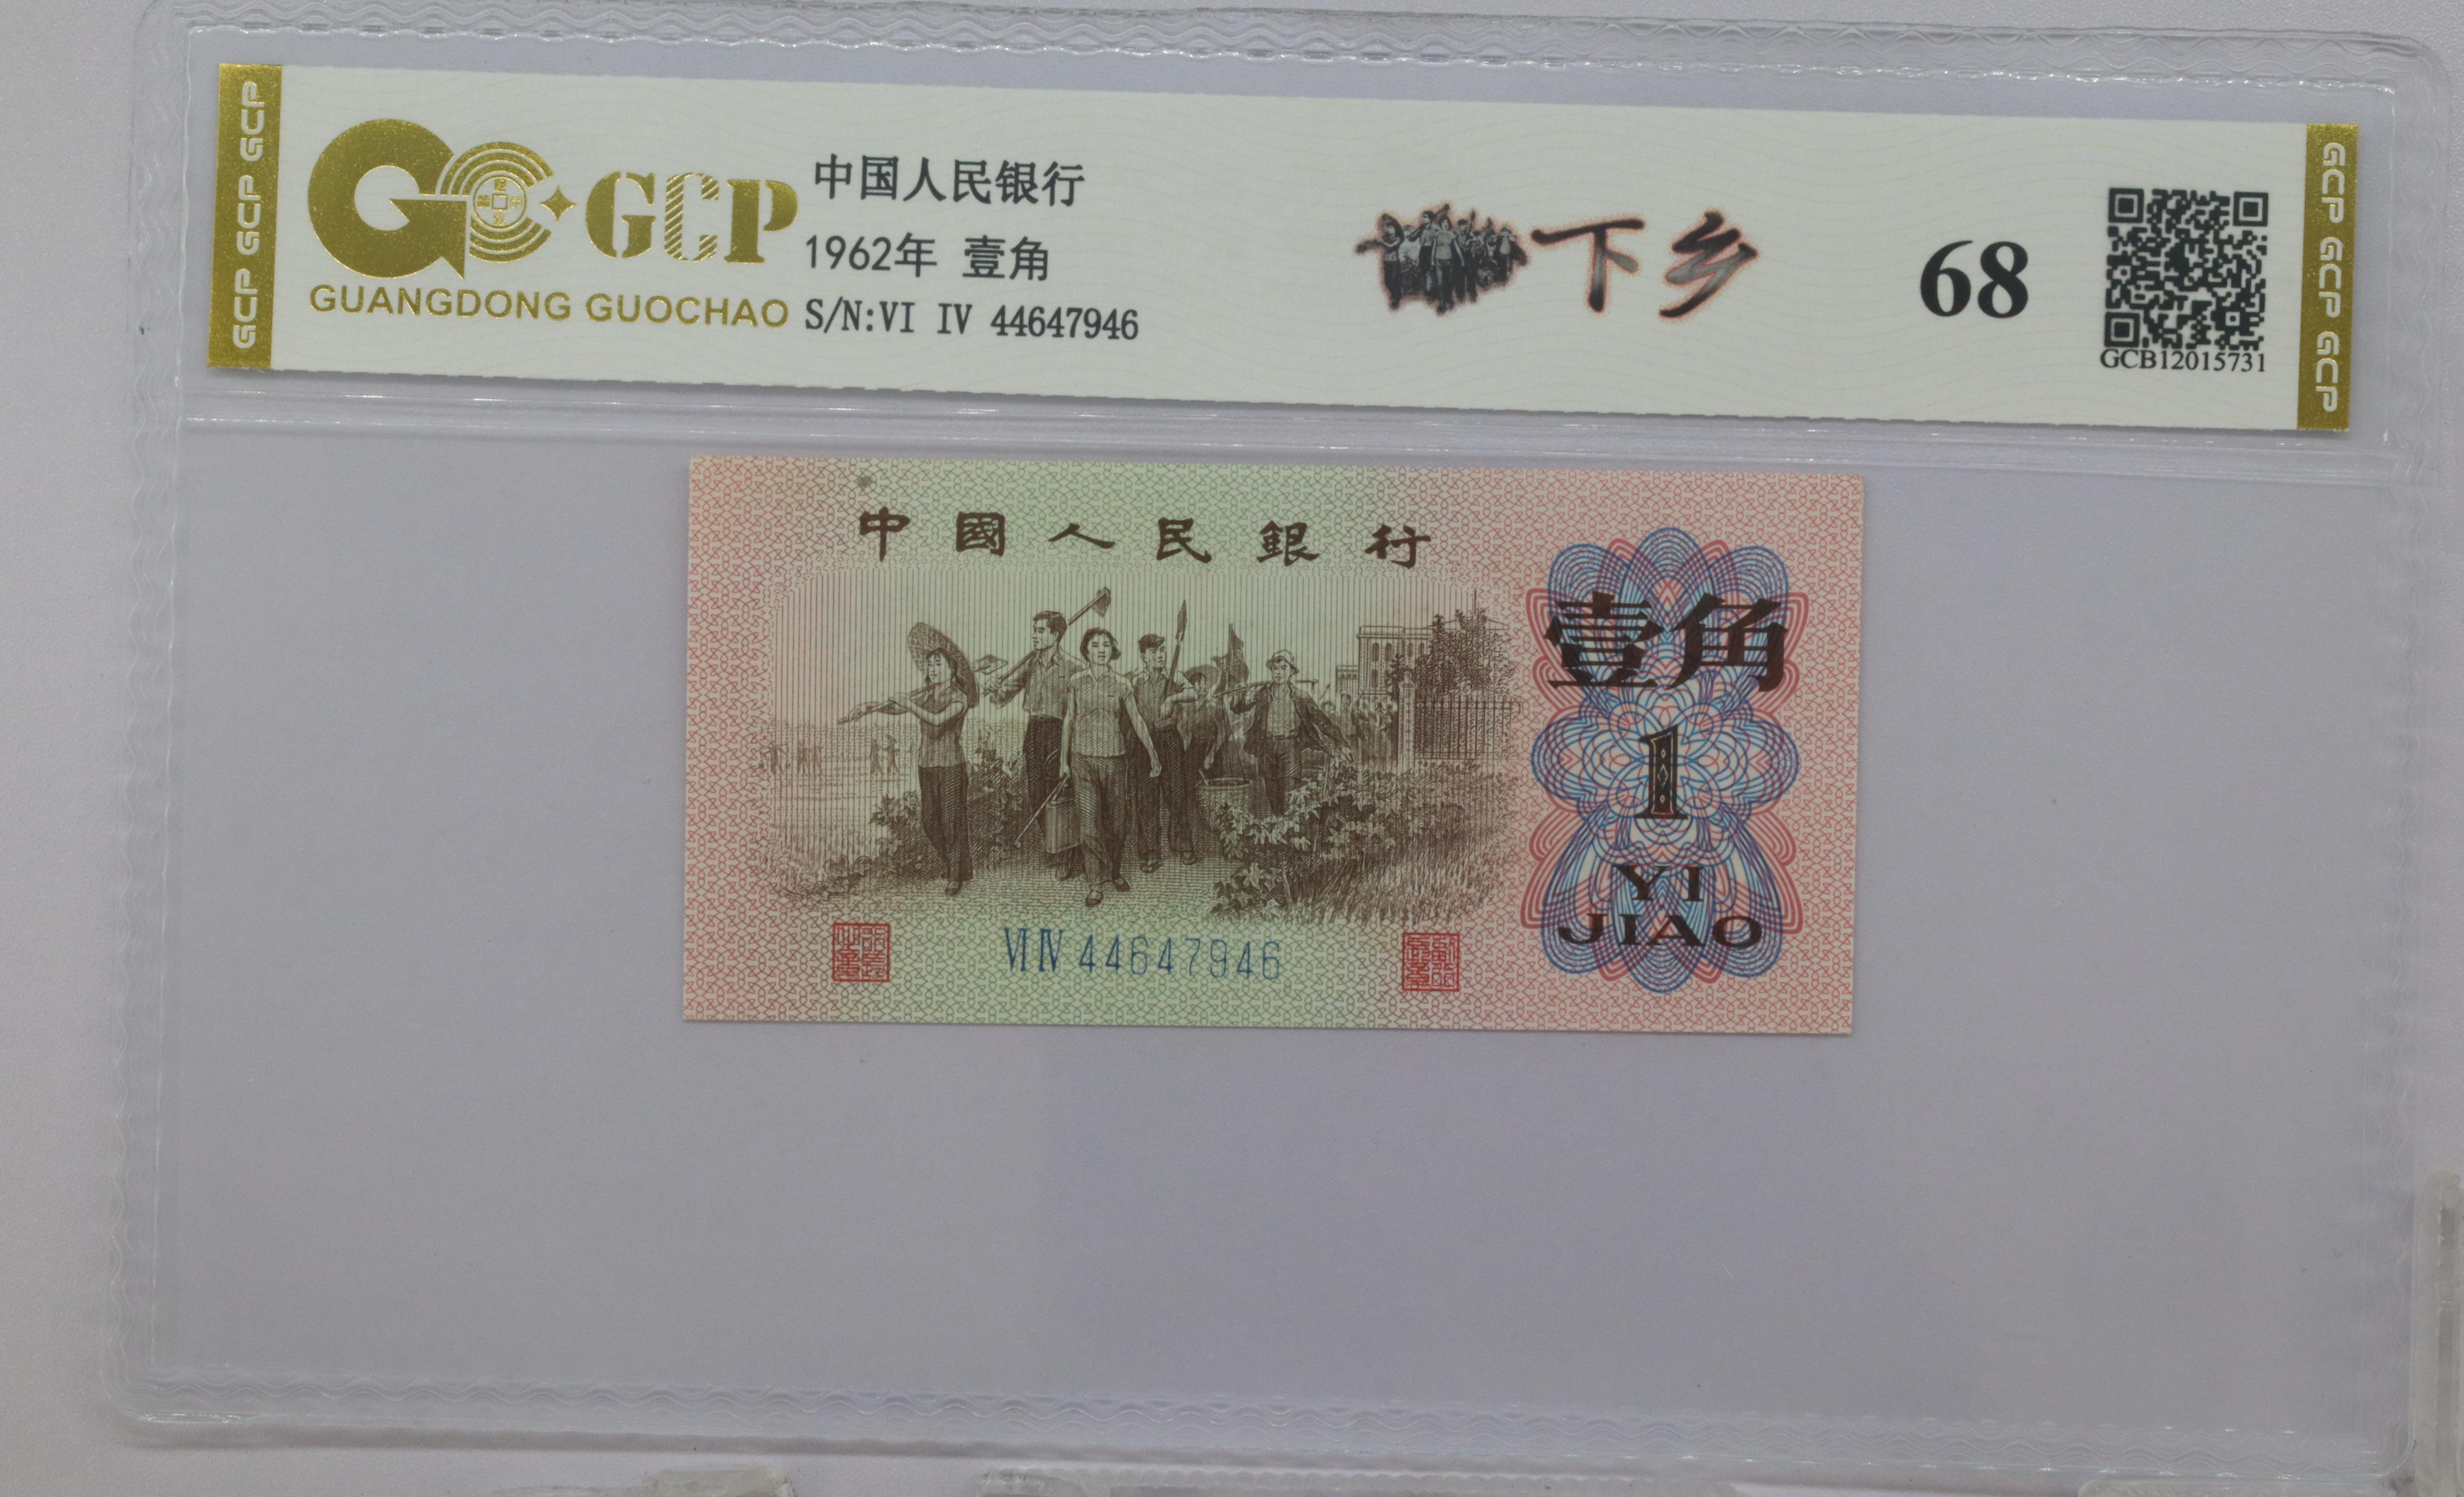 GCP GCP GCP
GCP
GUANGDONG GUOCHAO
中国人民银行
1962年 壹角
S/N:VI IV 44647946
下乡
68
GCB12015731
GCP GCP GCP
中國人民銀行
壹角
1
YI
JIAO
VI IV 44647946